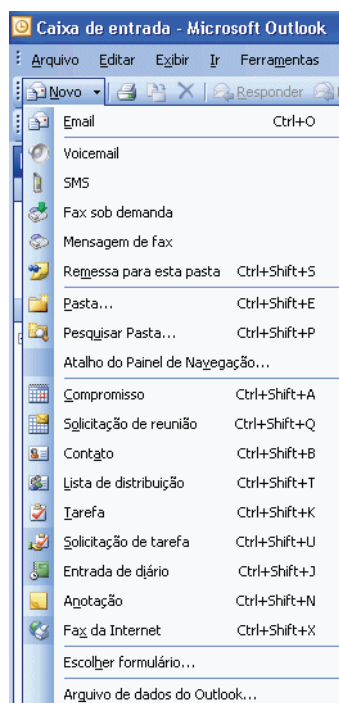 Caixa de entrada - Microsoft Outlook
Arquivo Editar Exibir Ir Ferramentas
Novo Responder
Email Ctrl+O
Voicemail
SMS
Fax sob demanda
Mensagem de fax
Remessa para esta pasta Ctrl+Shift+S
Pasta... Ctrl+Shift+E
Pesquisar Pasta... Ctrl+Shift+P
Atalho do Painel de Navegação...
Compromisso Ctrl+Shift+A
Solicitação de reunião Ctrl+Shift+Q
Contato Ctrl+Shift+B
Lista de distribuição Ctrl+Shift+T
Tarefa Ctrl+Shift+K
Solicitação de tarefa Ctrl+Shift+U
Entrada de diário Ctrl+Shift+J
Anotação Ctrl+Shift+N
Fax da Internet Ctrl+Shift+X
Escolher formulário...
Arquivo de dados do Outlook...